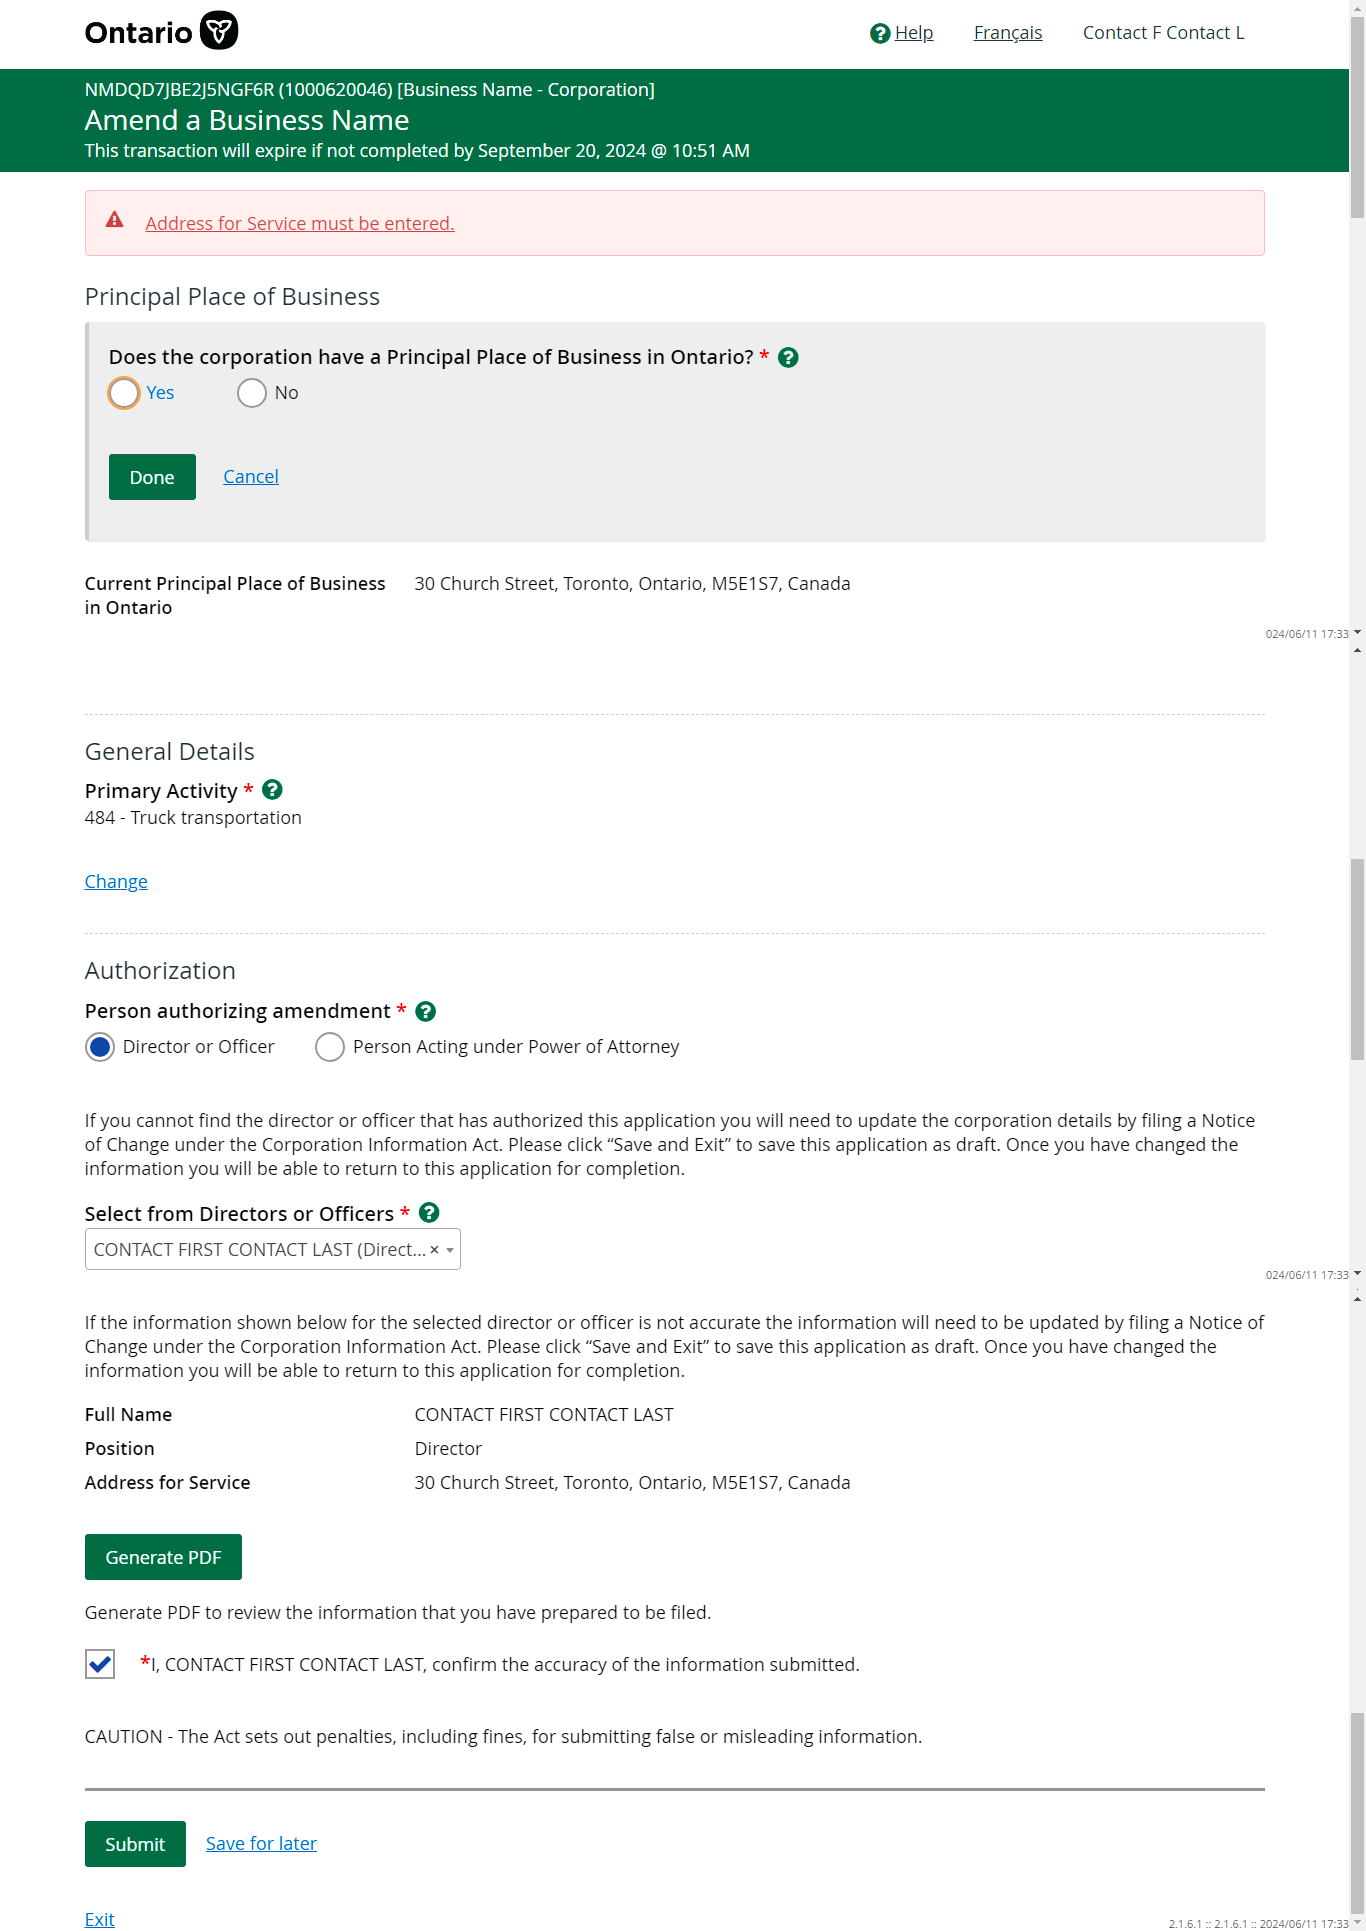 Ontario
Help Français Contact F Contact L
NMDQD7JBE2J5NGF6R (1000620046) [Business Name - Corporation]
Amend a Business Name
This transaction will expire if not completed by September 20, 2024 @ 10:51 AM
Address for Service must be entered.
Principal Place of Business
Does the corporation have a Principal Place of Business in Ontario? *
Yes No
Done Cancel
Current Principal Place of Business 30 Church Street, Toronto, Ontario, M5E1S7, Canada
in Ontario
024/06/11 17:33
General Details
Primary Activity *
484 - Truck transportation
Change
Authorization
Person authorizing amendment *
Director or Officer Person Acting under Power of Attorney
If you cannot find the director or officer that has authorized this application you will need to update the corporation details by filing a Notice
of Change under the Corporation Information Act. Please click “Save and Exit” to save this application as draft. Once you have changed the
information you will be able to return to this application for completion.
Select from Directors or Officers *
CONTACT FIRST CONTACT LAST (Direct... ×
024/06/11 17:33
If the information shown below for the selected director or officer is not accurate the information will need to be updated by filing a Notice of
Change under the Corporation Information Act. Please click “Save and Exit” to save this application as draft. Once you have changed the
information you will be able to return to this application for completion.
Full Name CONTACT FIRST CONTACT LAST
Position Director
Address for Service 30 Church Street, Toronto, Ontario, M5E1S7, Canada
Generate PDF
Generate PDF to review the information that you have prepared to be filed.
*I, CONTACT FIRST CONTACT LAST, confirm the accuracy of the information submitted.
CAUTION - The Act sets out penalties, including fines, for submitting false or misleading information.
Submit Save for later
Exit
2.1.6.1 :: 2.1.6.1 :: 2024/06/11 17:33